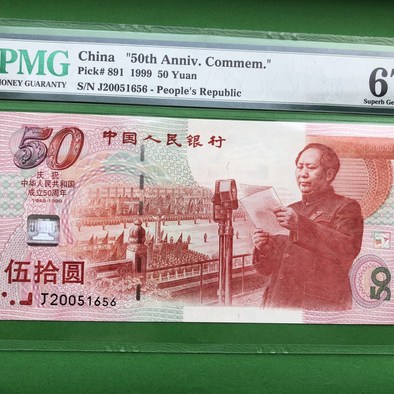 PMG
China "50th Anniv. Commem."
Pick# 891 1999 50 Yuan
MONEY GUARANTY
S/N J20051656 - People's Republic
67
Superb Ge
50
中国人民银行
庆祝
中华人民共和国
成立50周年
1949-1999
伍拾圆
50
J20051656